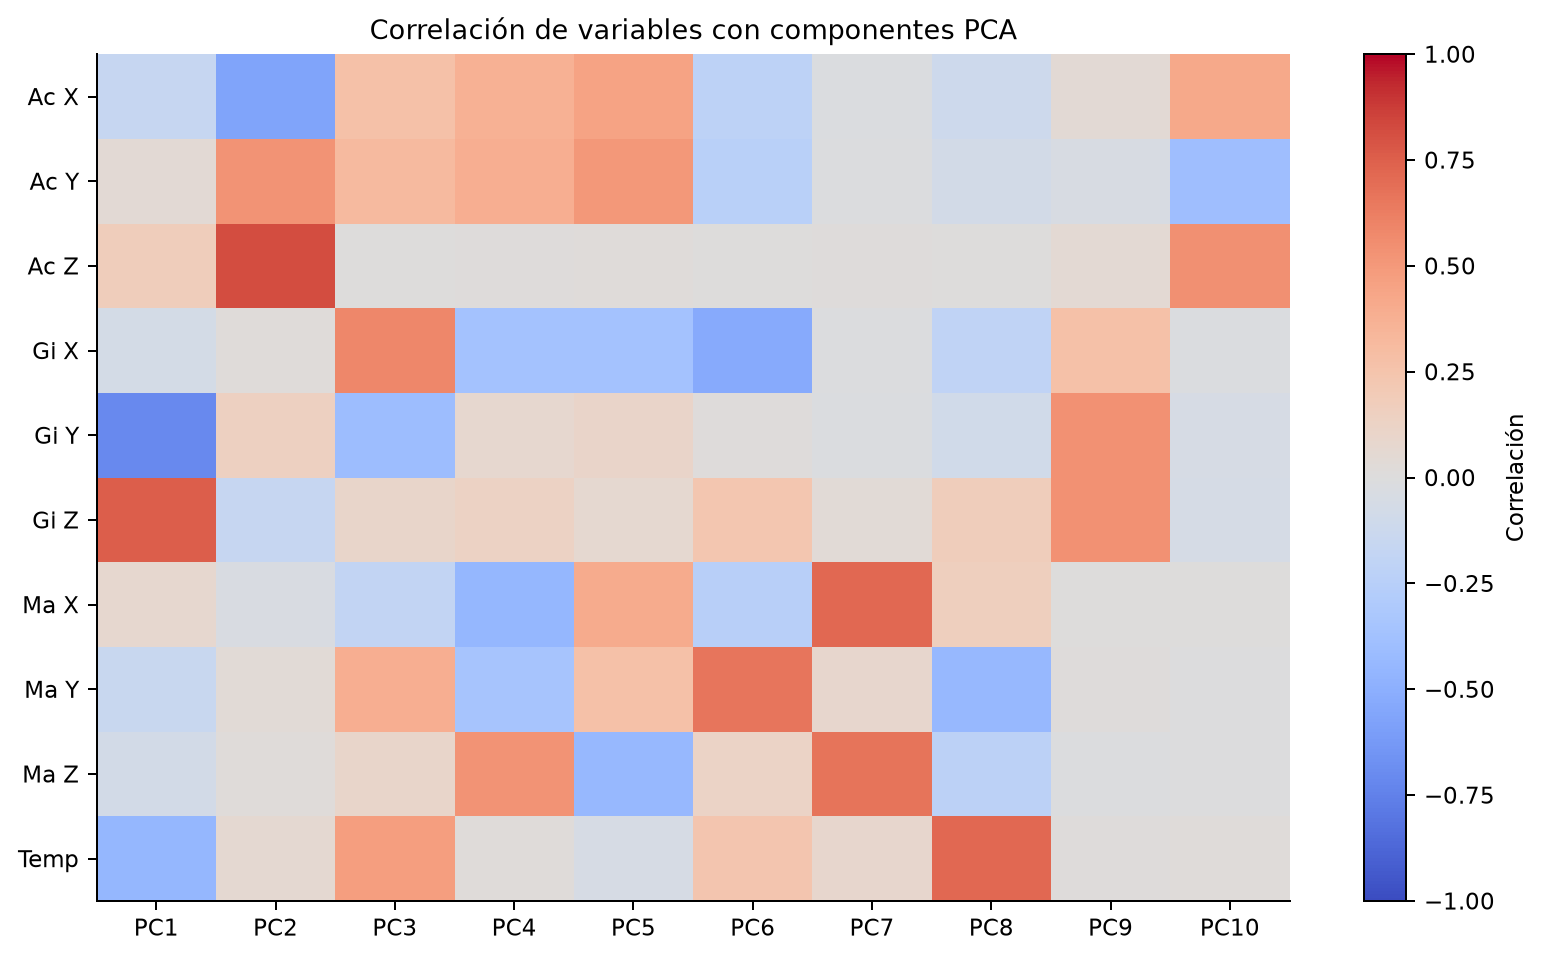 Correlación de variables con componentes PCA
Ac X
Ac Y
Ac Z
Gi X
Gi Y
Gi Z
Ma X
Ma Y
Ma Z
Temp
PC1 PC2 PC3 PC4 PC5 PC6 PC7 PC8 PC9 PC10
1.00
0.75
0.50
0.25
0.00
−0.25
−0.50
−0.75
−1.00
Correlación